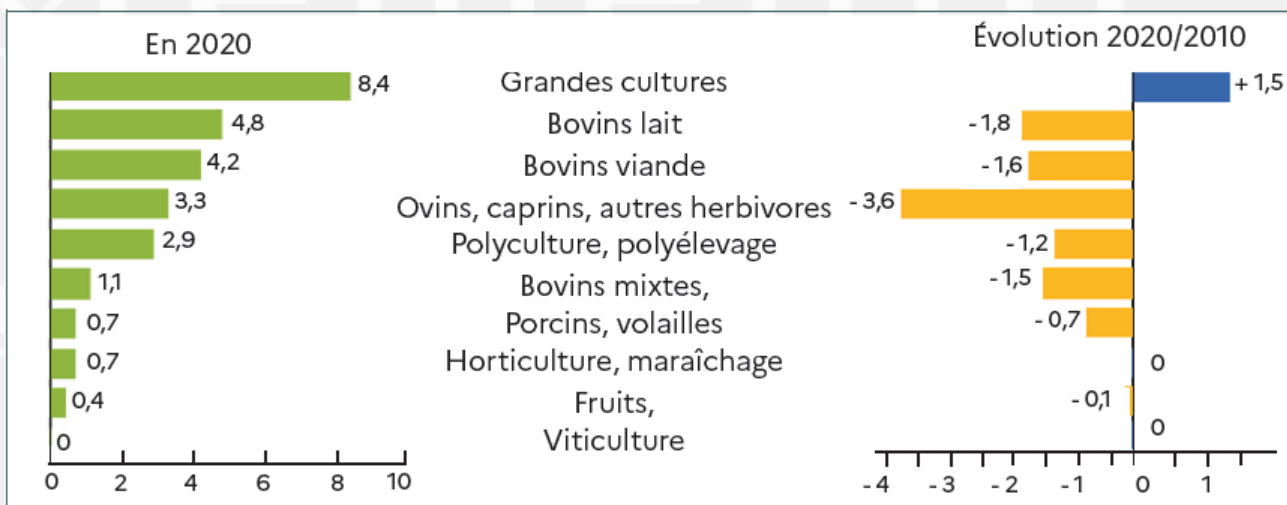 En 2020
Évolution 2020/2010
8,4 Grandes cultures + 1,5
4,8 Bovins lait - 1,8
4,2 Bovins viande - 1,6
3,3 Ovins, caprins, autres herbivores - 3,6
2,9 Polyculture, polyélevage - 1,2
1,1 Bovins mixtes, - 1,5
0,7 Porcins, volailles - 0,7
0,7 Horticulture, maraîchage 0
0,4 Fruits, - 0,1
0 Viticulture 0
0 2 4 6 8 10
- 4 - 3 - 2 -1 0 1